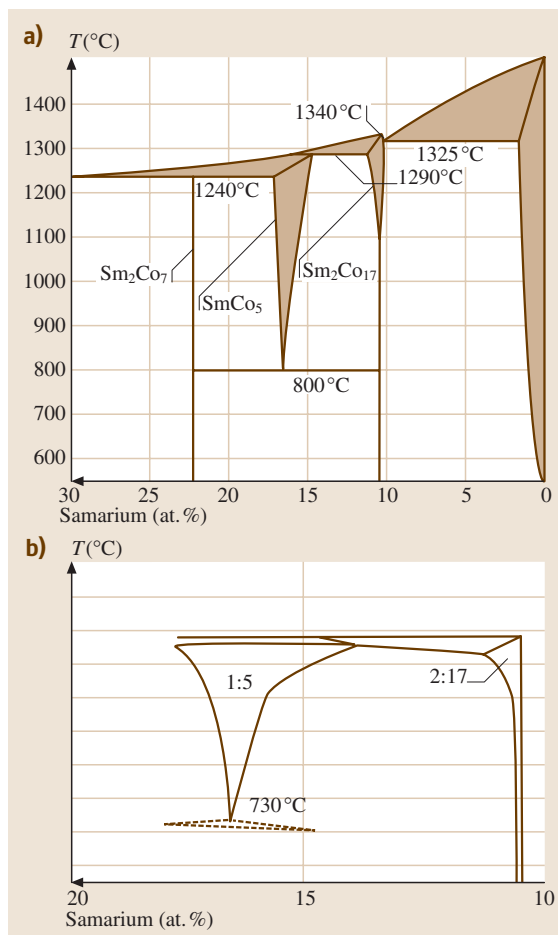 a)
T(°C)
1400
1300
1200
1100
1000
900
800
700
600
1340°C
1325°C
1290°C
1240°C
Sm₂Co₇
SmCo₅
Sm₂Co₁₇
800°C
30 25 20 15 10 5 0
Samarium (at.%)
b)
T(°C)
1:5
2:17
730°C
20 15 10
Samarium (at.%)